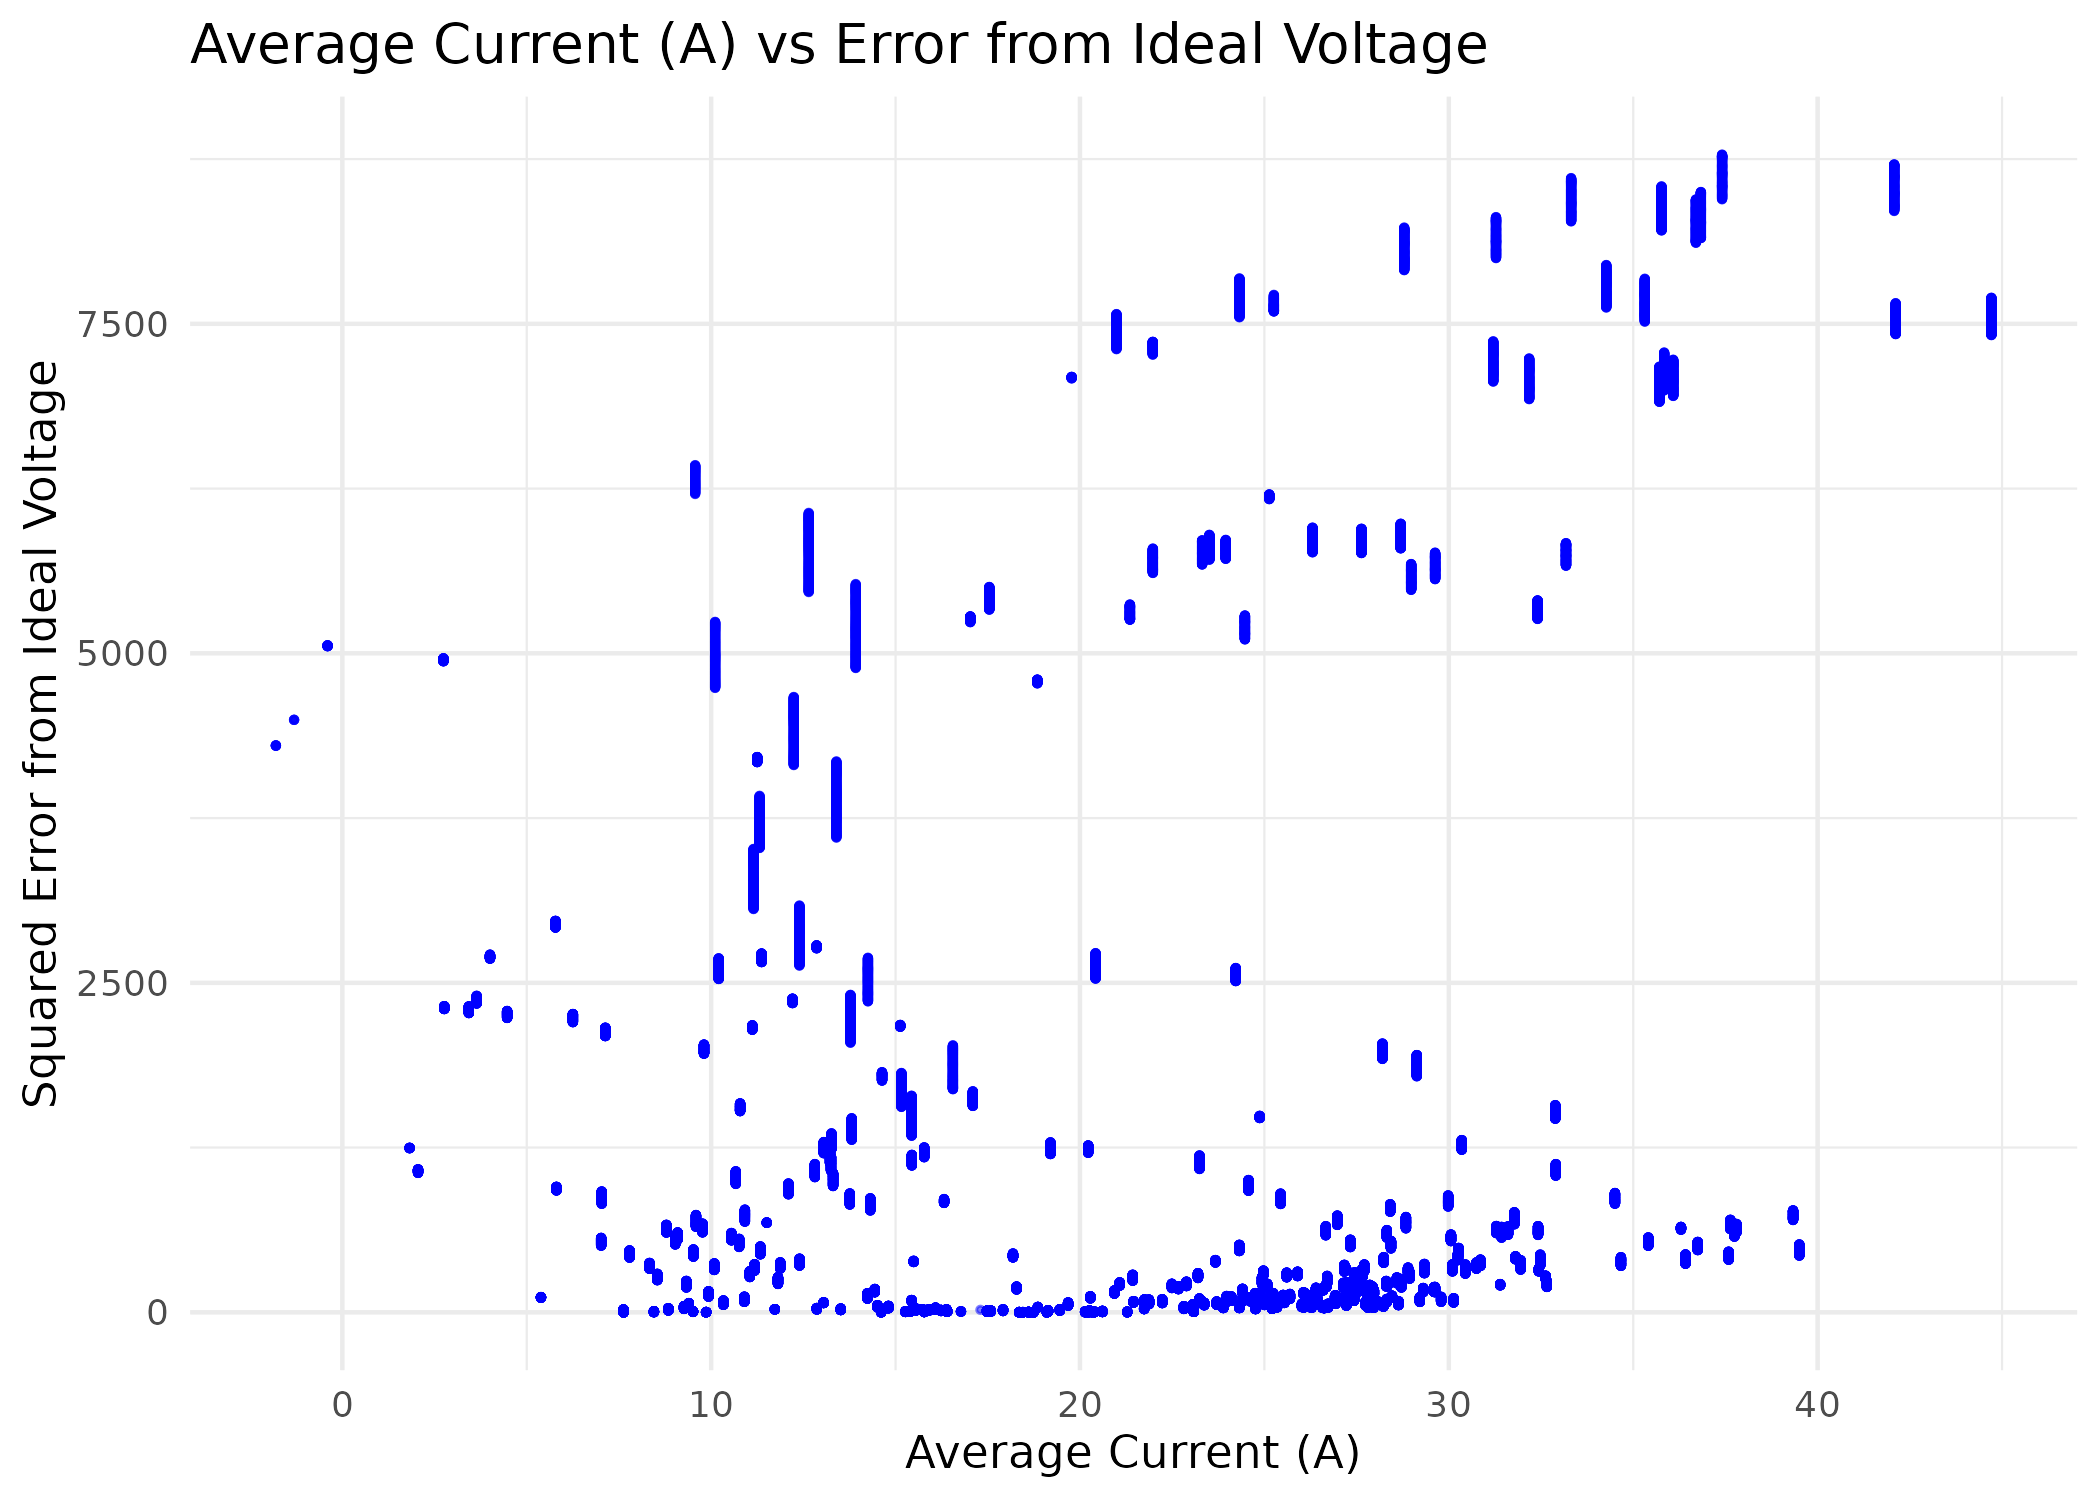 Average Current (A) vs Error from Ideal Voltage
Squared Error from Ideal Voltage
7500
5000
2500
0
0 10 20 30 40
Average Current (A)